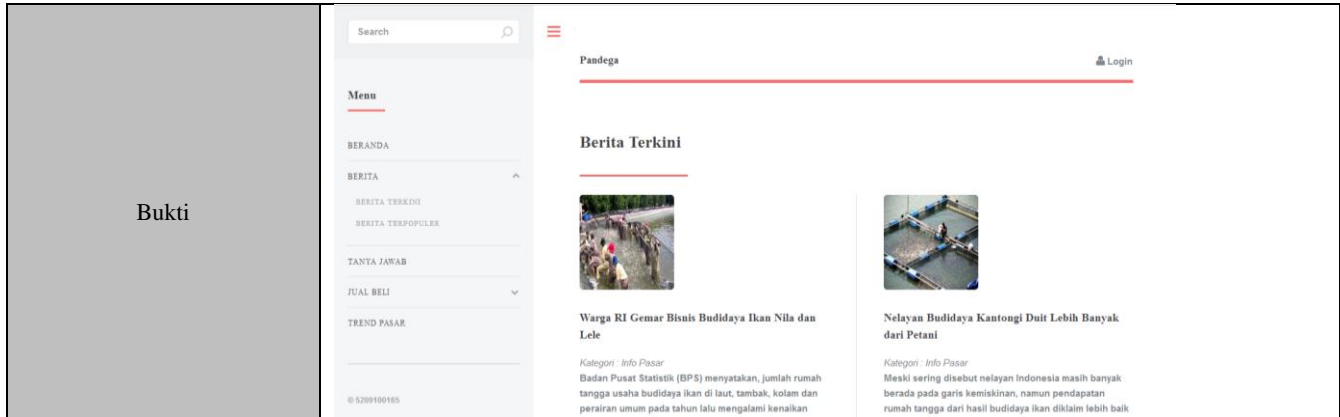 Bukti
Search
Menu
BERANDA
BERITA
BERITA TERKINI
BERITA TERPOPULER
TANYA JAWAB
JUAL BELI
TREND PASAR
© 5209100165
Pandega
Login
Berita Terkini
Warga RI Gemar Bisnis Budidaya Ikan Nila dan
Lele
Kategori : Info Pasar
Badan Pusat Statistik (BPS) menyatakan, jumlah rumah
tangga usaha budidaya ikan di laut, tambak, kolam dan
perairan umum pada tahun lalu mengalami kenaikan
Nelayan Budidaya Kantongi Duit Lebih Banyak
dari Petani
Kategori : Info Pasar
Meski sering disebut nelayan Indonesia masih banyak
berada pada garis kemiskinan, namun pendapatan
rumah tangga dari hasil budidaya ikan diklaim lebih baik